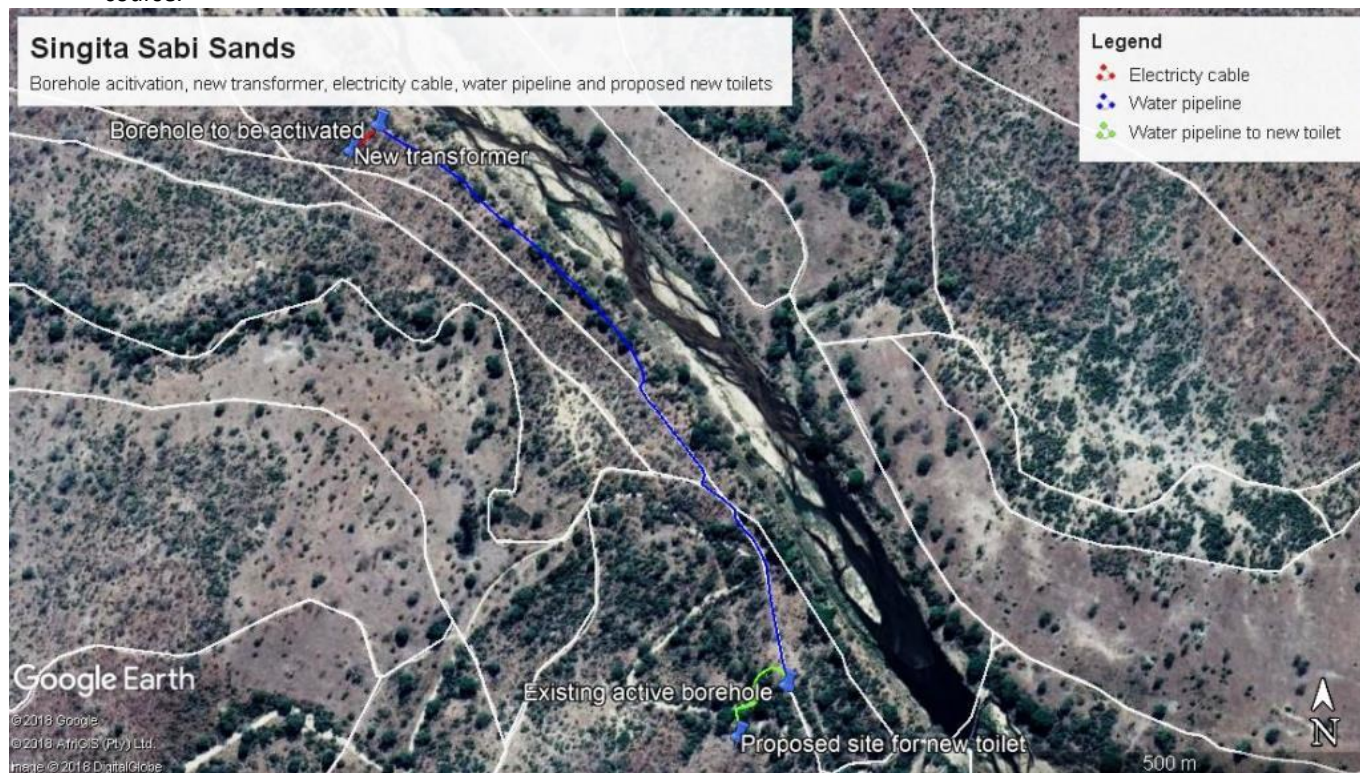 source.
Singita Sabi Sands
Borehole acitivation, new transformer, electricity cable, water pipeline and proposed new toilets
Legend
Electricty cable
Water pipeline
Water pipeline to new toilet
Borehole to be activated
New transformer
Existing active borehole
Proposed site for new toilet
Google Earth
© 2018 Google
© 2018 AfriGIS (Pty) Ltd.
Image © 2018 DigitalGlobe
N
500 m